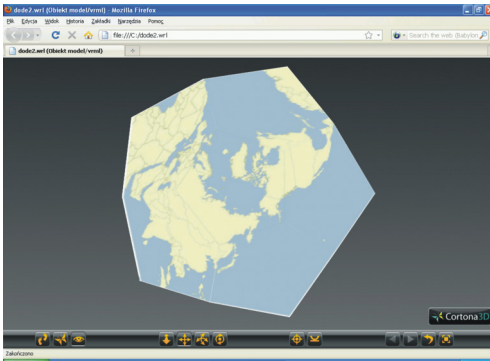 dode2.wrl (Obiekt model/vrml) - Mozilla Firefox
Plik Edycja Widok Historia Zakładki Narzędzia Pomoc
file:///C:/dode2.wrl
Search the web (Babylon
dode2.wrl (Obiekt model/vrml)
Cortona3D
Zakończono